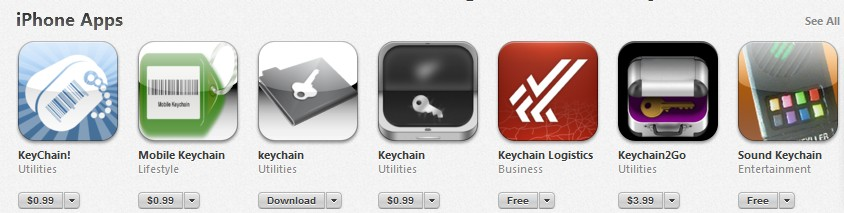 iPhone Apps
See All
Mobile Keychain
KeyChain!
Utilities
$0.99
Mobile Keychain
Lifestyle
$0.99
keychain
Utilities
Download
Keychain
Utilities
$0.99
Keychain Logistics
Business
Free
Keychain2Go
Utilities
$3.99
Sound Keychain
Entertainment
Free